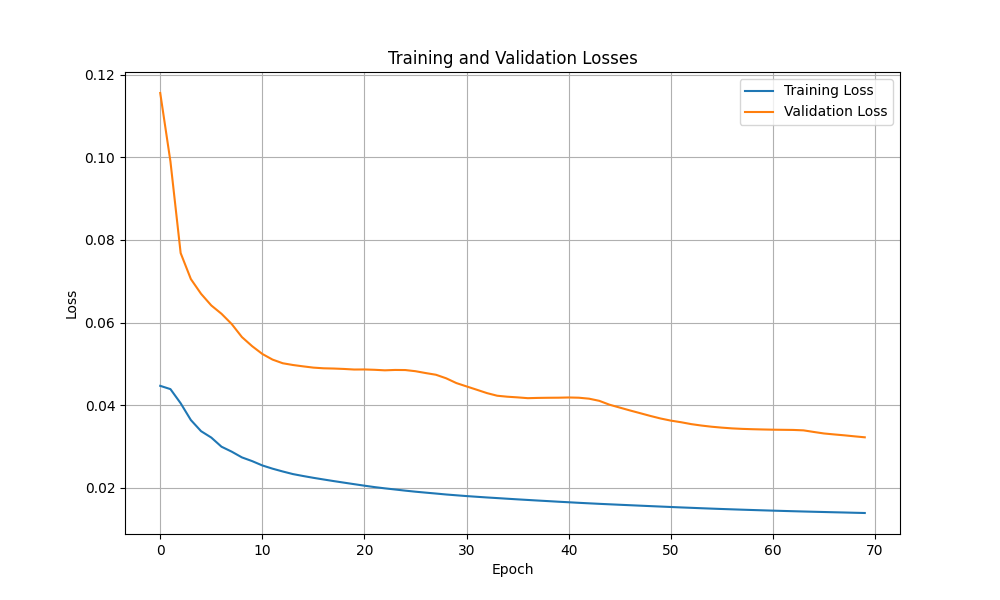 Training and Validation Losses
Training Loss
Validation Loss
0.12
0.10
0.08
0.06
0.04
0.02
Loss
0 10 20 30 40 50 60 70
Epoch